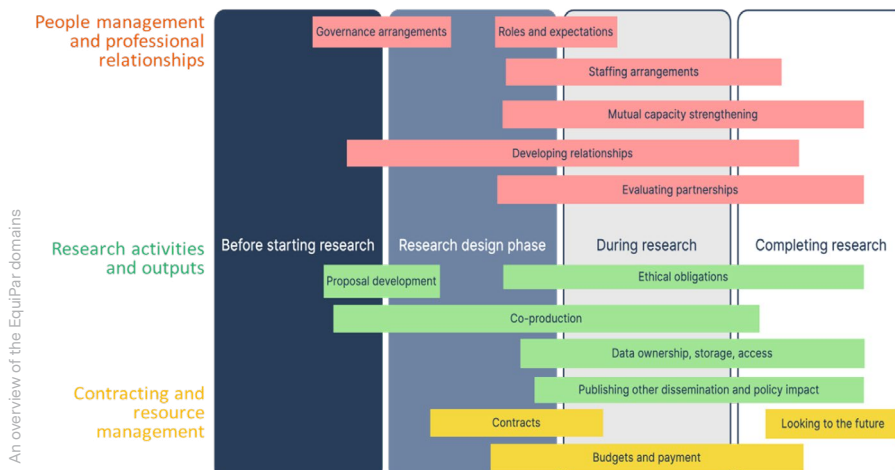 An overview of the EquiPar domains
People management
and professional
relationships
Governance arrangements
Roles and expectations
Staffing arrangements
Mutual capacity strengthening
Developing relationships
Evaluating partnerships
Research activities
and outputs
Before starting research
Research design phase
During research
Completing research
Proposal development
Ethical obligations
Co-production
Data ownership, storage, access
Publishing other dissemination and policy impact
Contracting and
resource
management
Contracts
Looking to the future
Budgets and payment